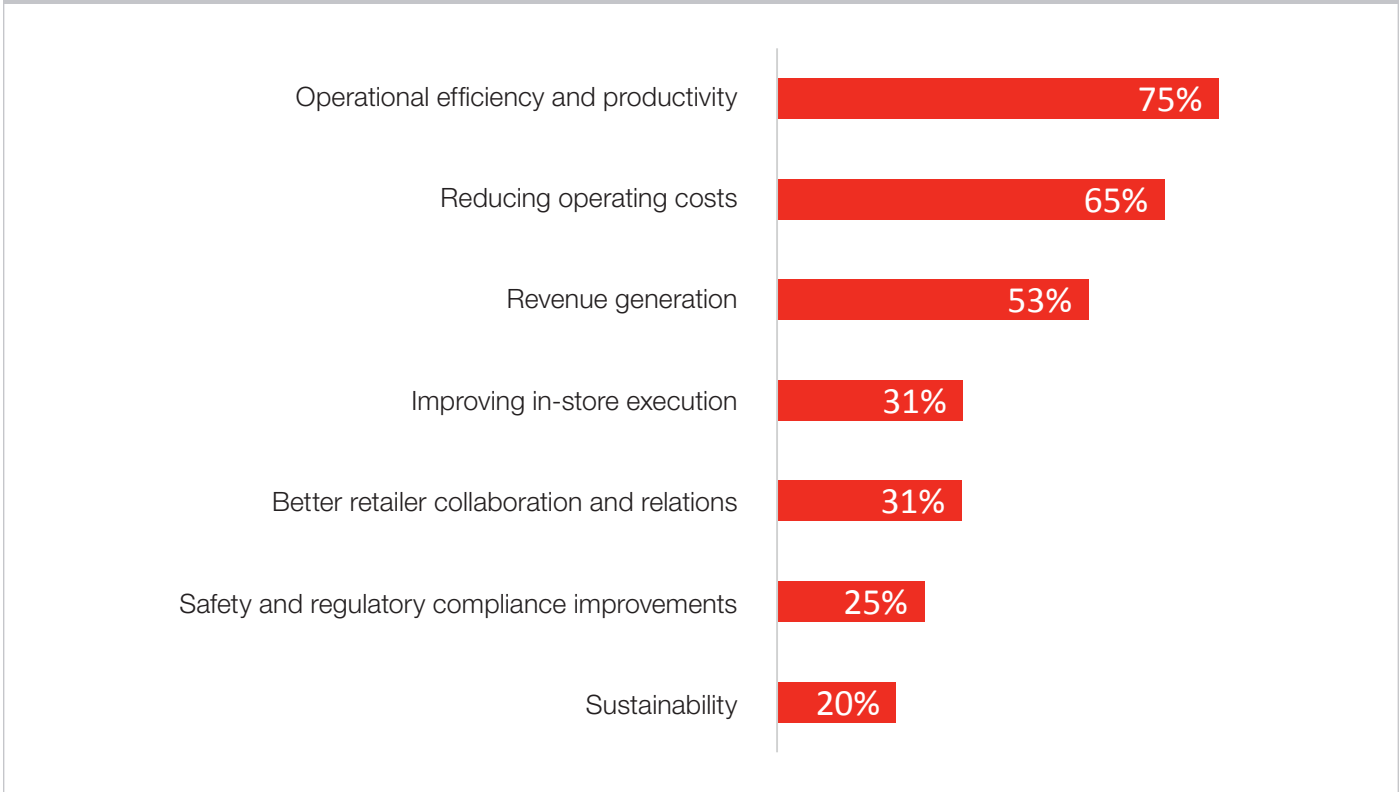 Operational efficiency and productivity 75%
Reducing operating costs 65%
Revenue generation 53%
Improving in-store execution 31%
Better retailer collaboration and relations 31%
Safety and regulatory compliance improvements 25%
Sustainability 20%